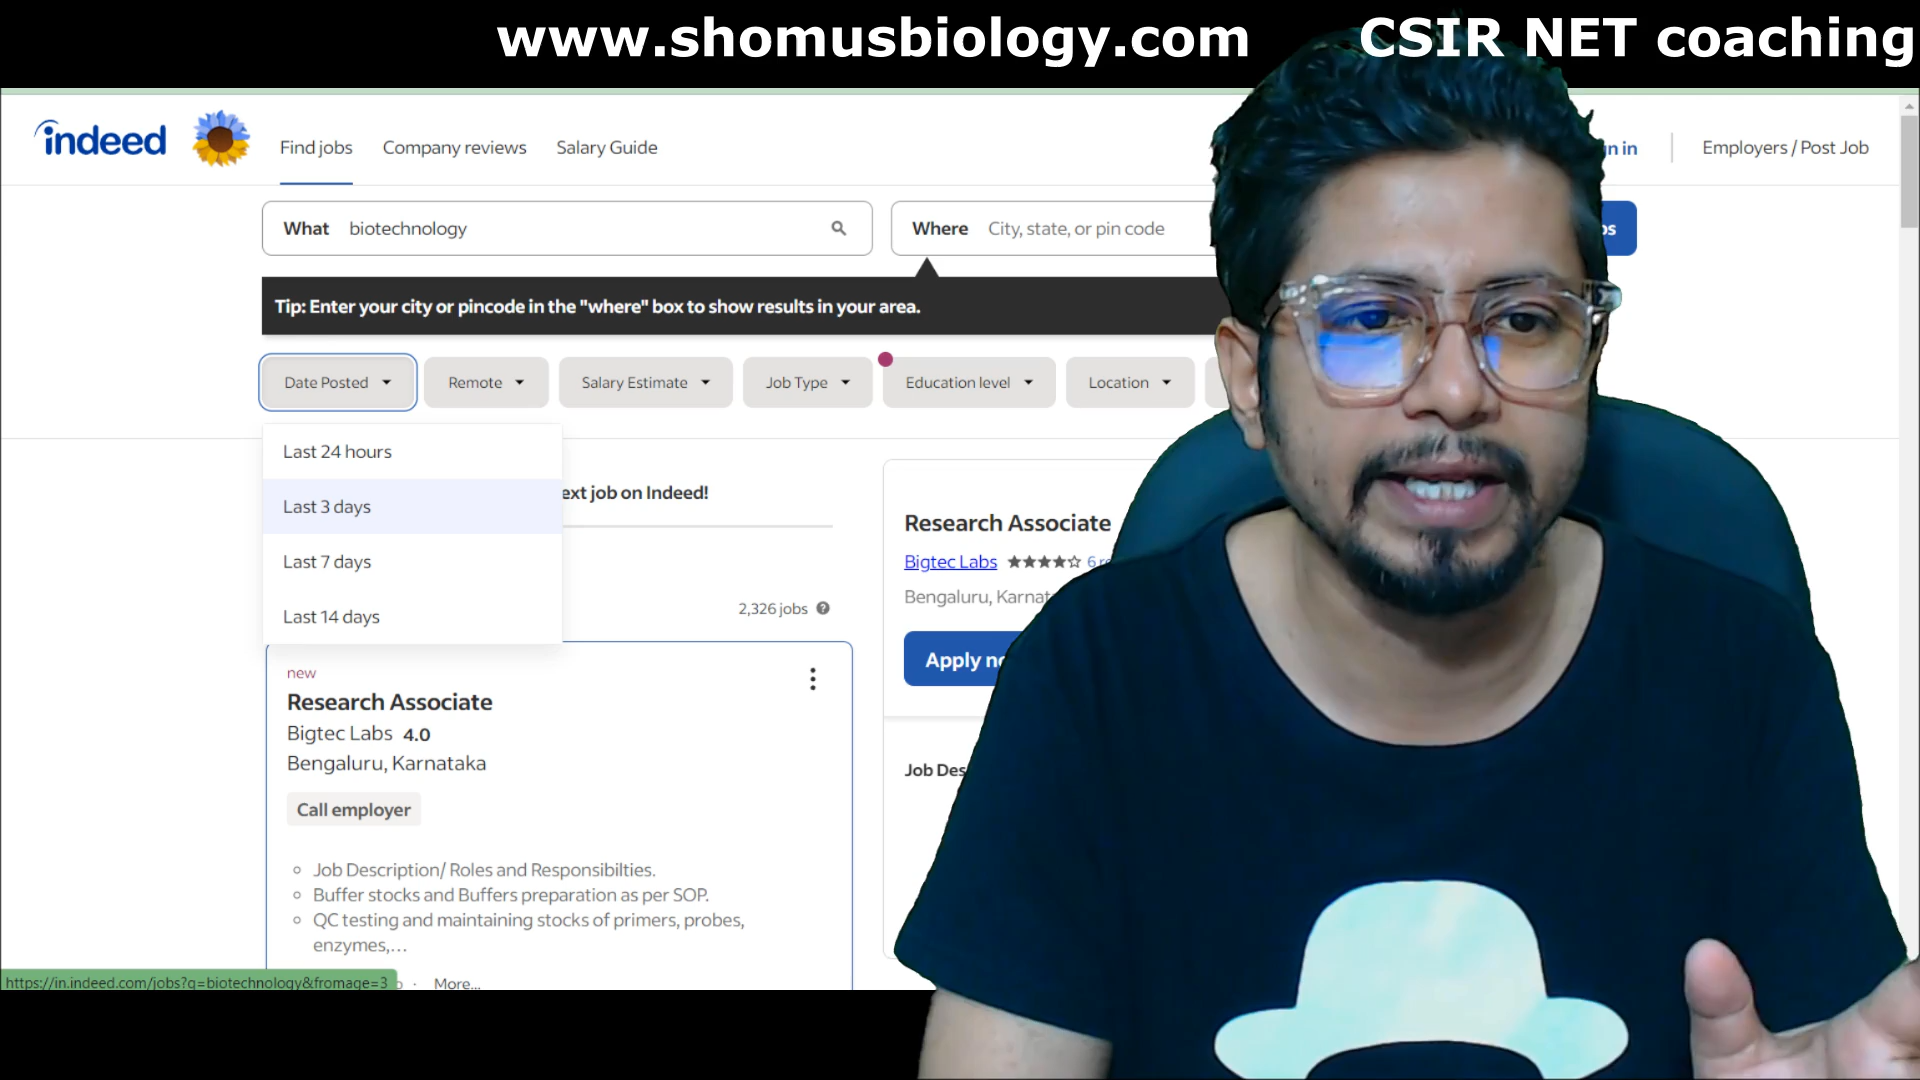 www.shomusbiology.com CSIR NET coaching
indeed Find jobs Company reviews Salary Guide in Employers / Post Job
What biotechnology Where City, state, or pin code
Tip: Enter your city or pincode in the "where" box to show results in your area.
Date Posted Remote Salary Estimate Job Type Education level Location
Last 24 hours
Last 3 days
Last 7 days
Last 14 days
ext job on Indeed!
2,326 jobs
new
Research Associate
Bigtec Labs 4.0
Bengaluru, Karnataka
Call employer
Job Description/ Roles and Responsibilties.
Buffer stocks and Buffers preparation as per SOP.
QC testing and maintaining stocks of primers, probes,
enzymes,…
More...
Research Associate
Bigtec Labs ★★★★☆ 6
Bengaluru, Karnat
Apply
Job Des
https://in.indeed.com/jobs?q=biotechnology&fromage=3